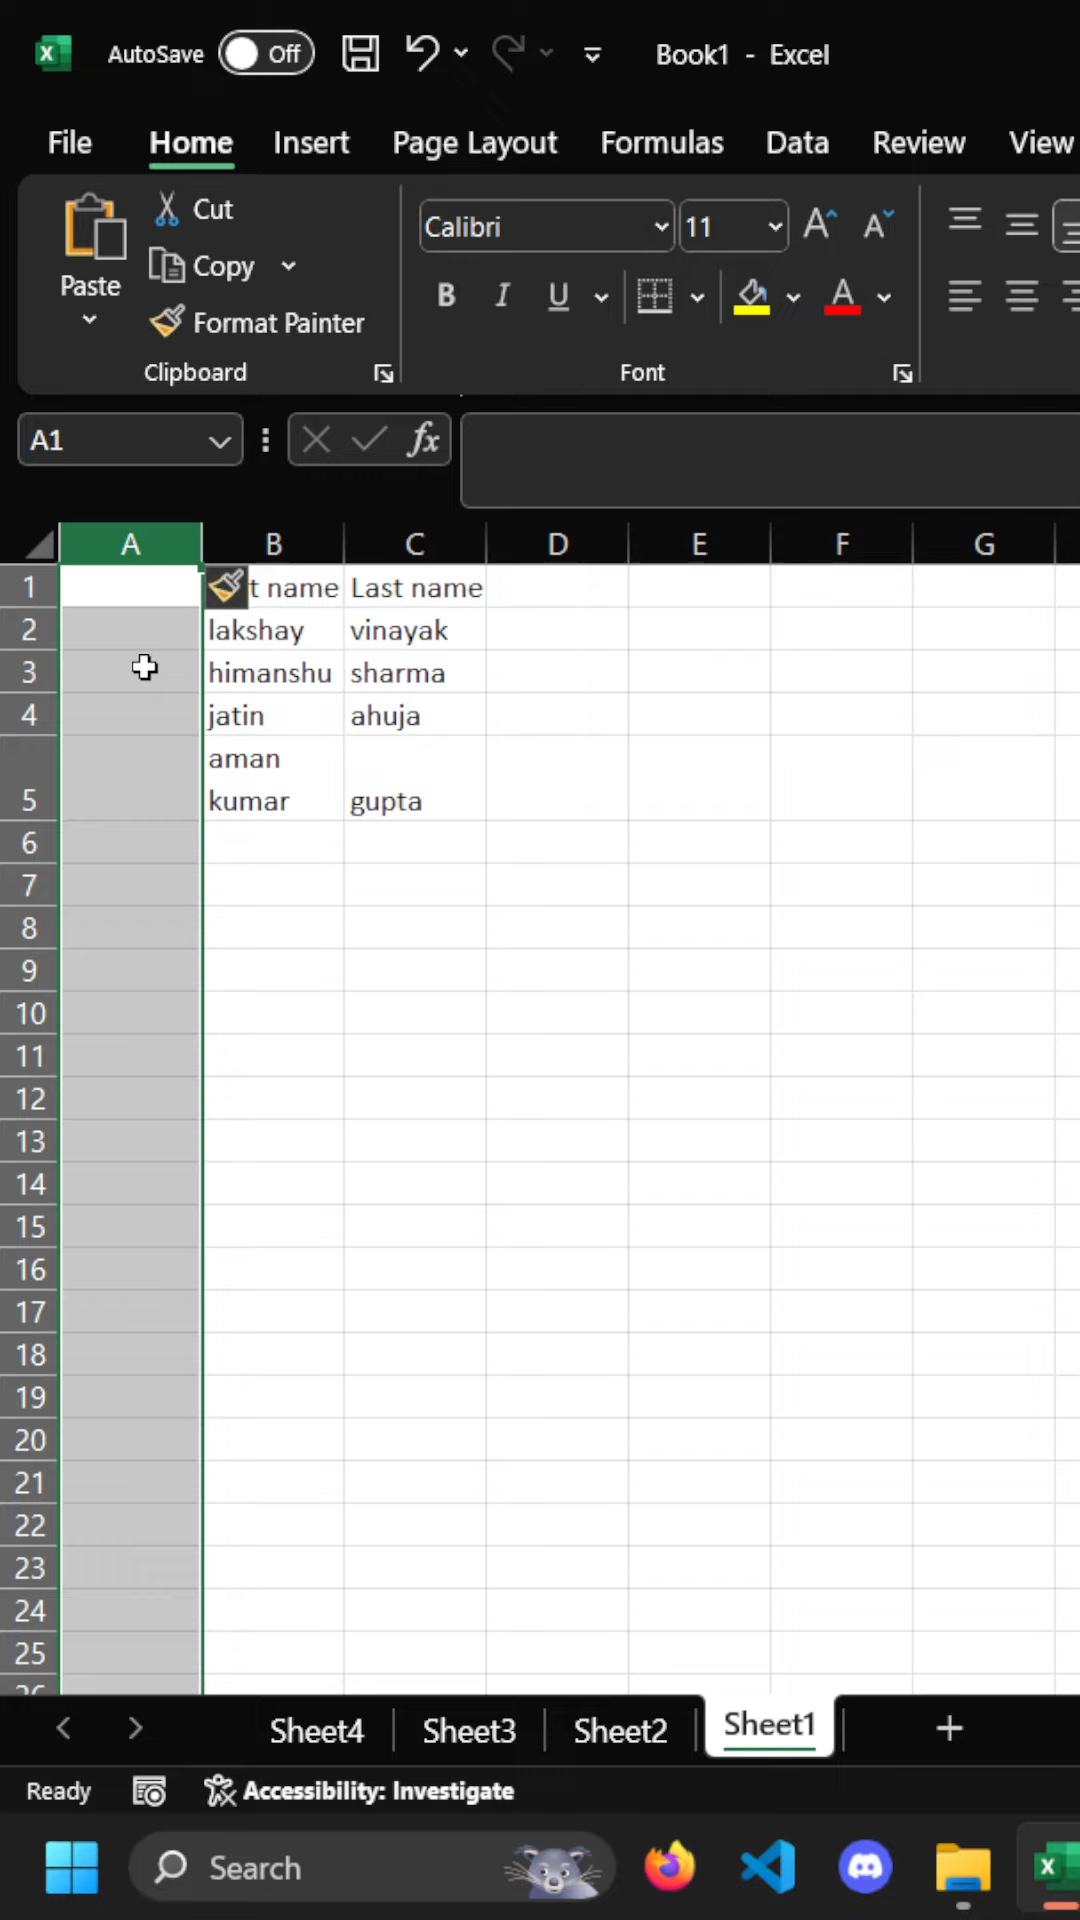 AutoSave Off Book1 - Excel
File Home Insert Page Layout Formulas Data Review View
Paste
Cut
Copy
Format Painter
Clipboard
Calibri 11
B I U A
Font
A1 fx
A B C D E F G
1 t name Last name
2 lakshay vinayak
3 himanshu sharma
4 jatin ahuja
aman
5 kumar gupta
6
7
8
9
10
11
12
13
14
15
16
17
18
19
20
21
22
23
24
25
Sheet4 Sheet3 Sheet2 Sheet1 +
Ready Accessibility: Investigate
Search